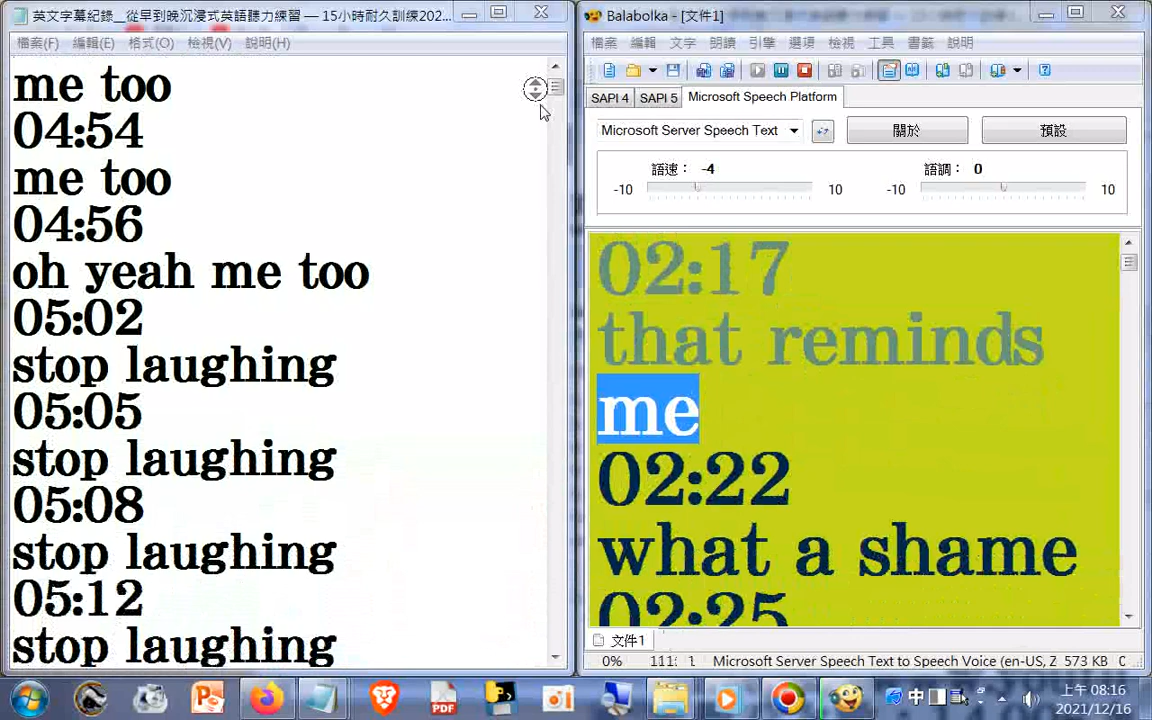 英文字幕紀錄__從早到晚沉浸式英語聽力練習 — 15小時耐久訓練202...
檔案(F) 編輯(E) 格式(O) 檢視(V) 說明(H)
me too
04:54
me too
04:56
oh yeah me too
05:02
stop laughing
05:05
stop laughing
05:08
stop laughing
05:12
stop laughing
Balabolka - [文件1]
檔案 編輯 文字 朗讀 引擎 選項 檢視 工具 書籤 說明
SAPI 4 SAPI 5 Microsoft Speech Platform
Microsoft Server Speech Text 關於 預設
語速： -4 語調： 0
-10 10 -10 10
02:17
that reminds
me
02:22
what a shame
02:25
文件1
0% 111: 1 Microsoft Server Speech Text to Speech Voice (en-US, Z 573 KB C
PDF 中 上午 08:16
2021/12/16